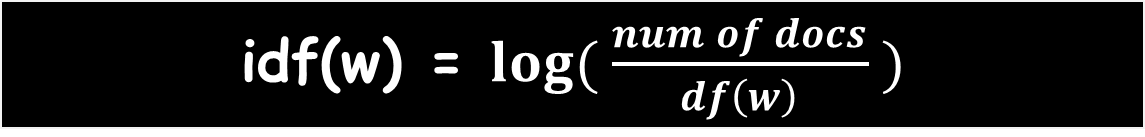 idf(w) = log( num of docs / df(w) )